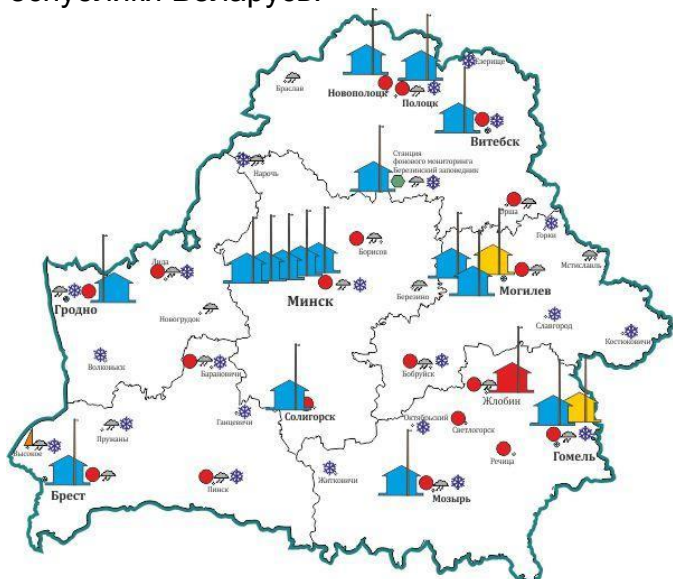 еспублики Беларусь.
Езерище
Браслав
Новополоцк
Полоцк
Витебск
Станция
фонового мониторинга
Березинский заповедник
Нарочь
Орша
Горки
Борисов
Мстиславль
Лида
Березино
Минск
Могилев
Гродно
Новогрудок
Славгород
Костюковичи
Волковыск
Барановичи
Бобруйск
Жлобин
Ганцевичи
Солигорск
Октябрьский
Светлогорск
Пружаны
Высокое
Речица
Гомель
Житковичи
Брест
Пинск
Мозырь